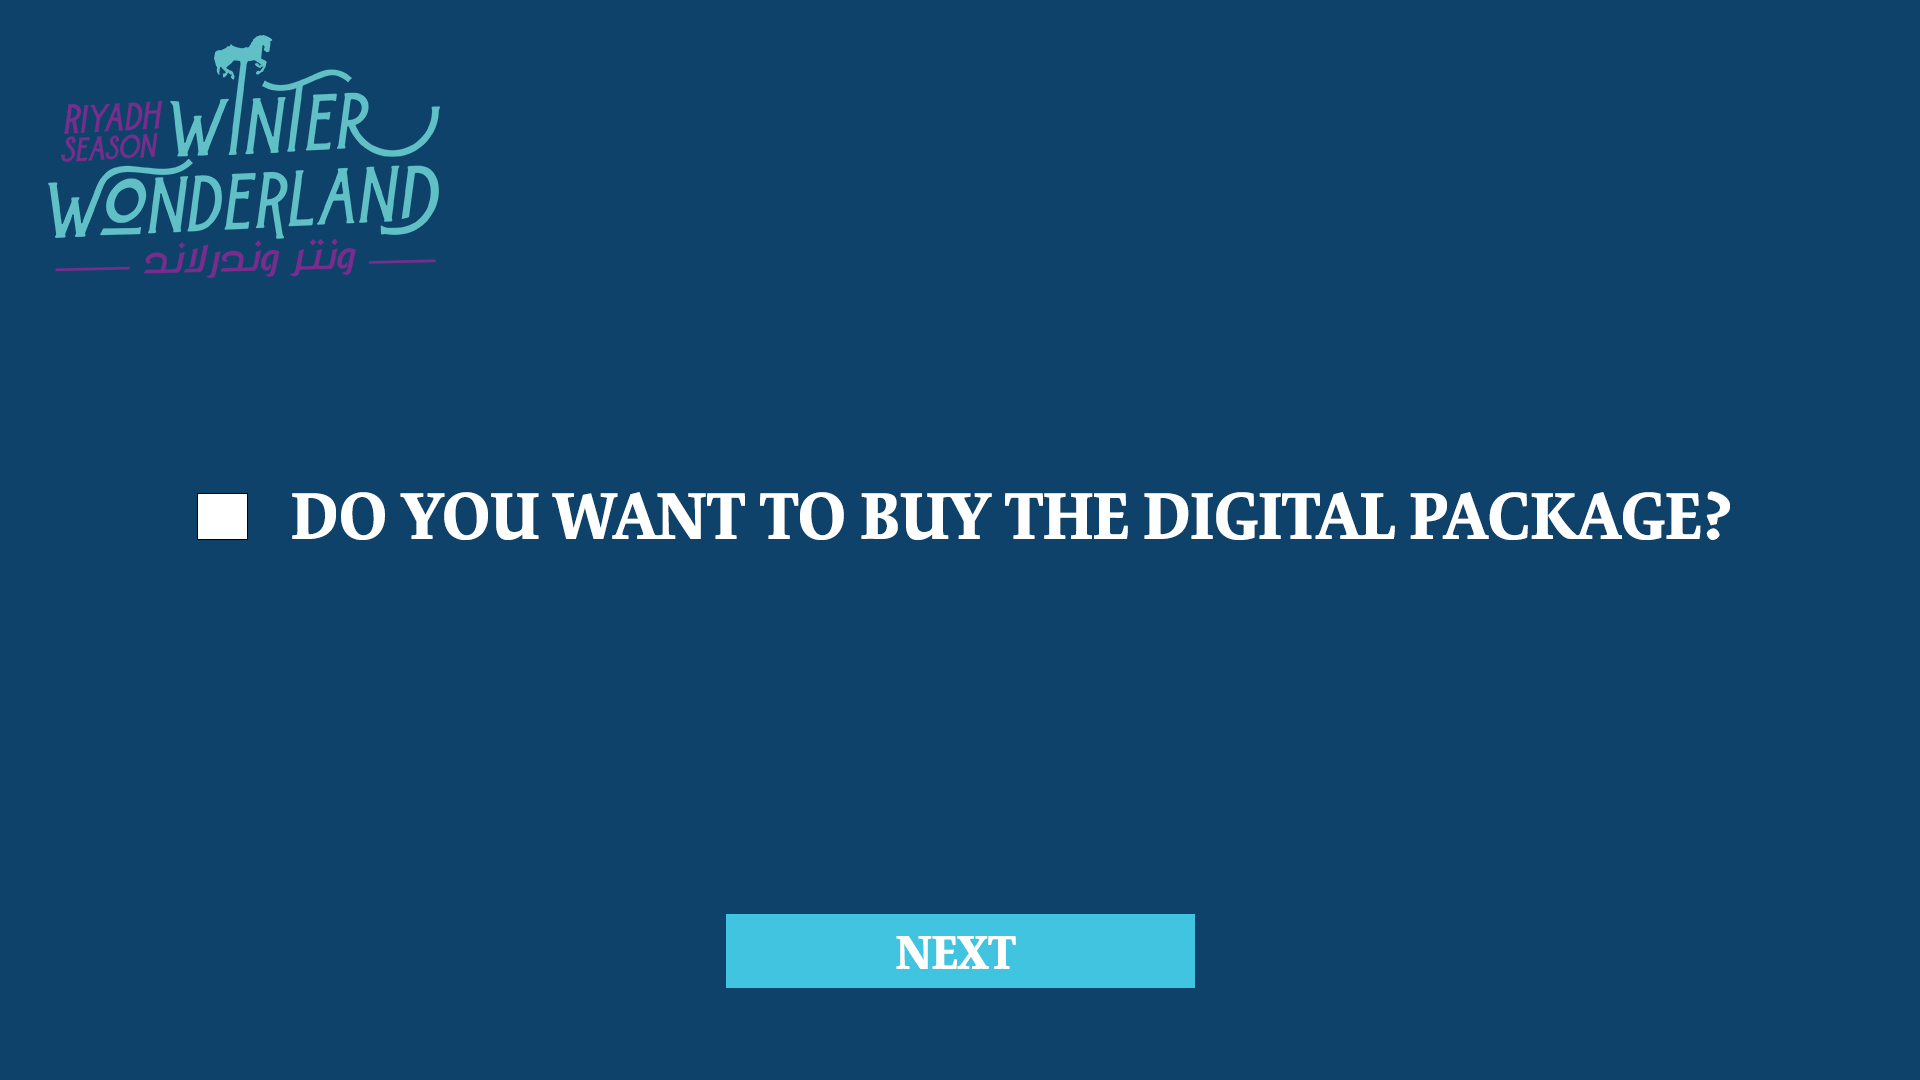 RIYADH
SEASON
WINTER
WONDERLAND
ونتر وندرلاند
DO YOU WANT TO BUY THE DIGITAL PACKAGE?
NEXT